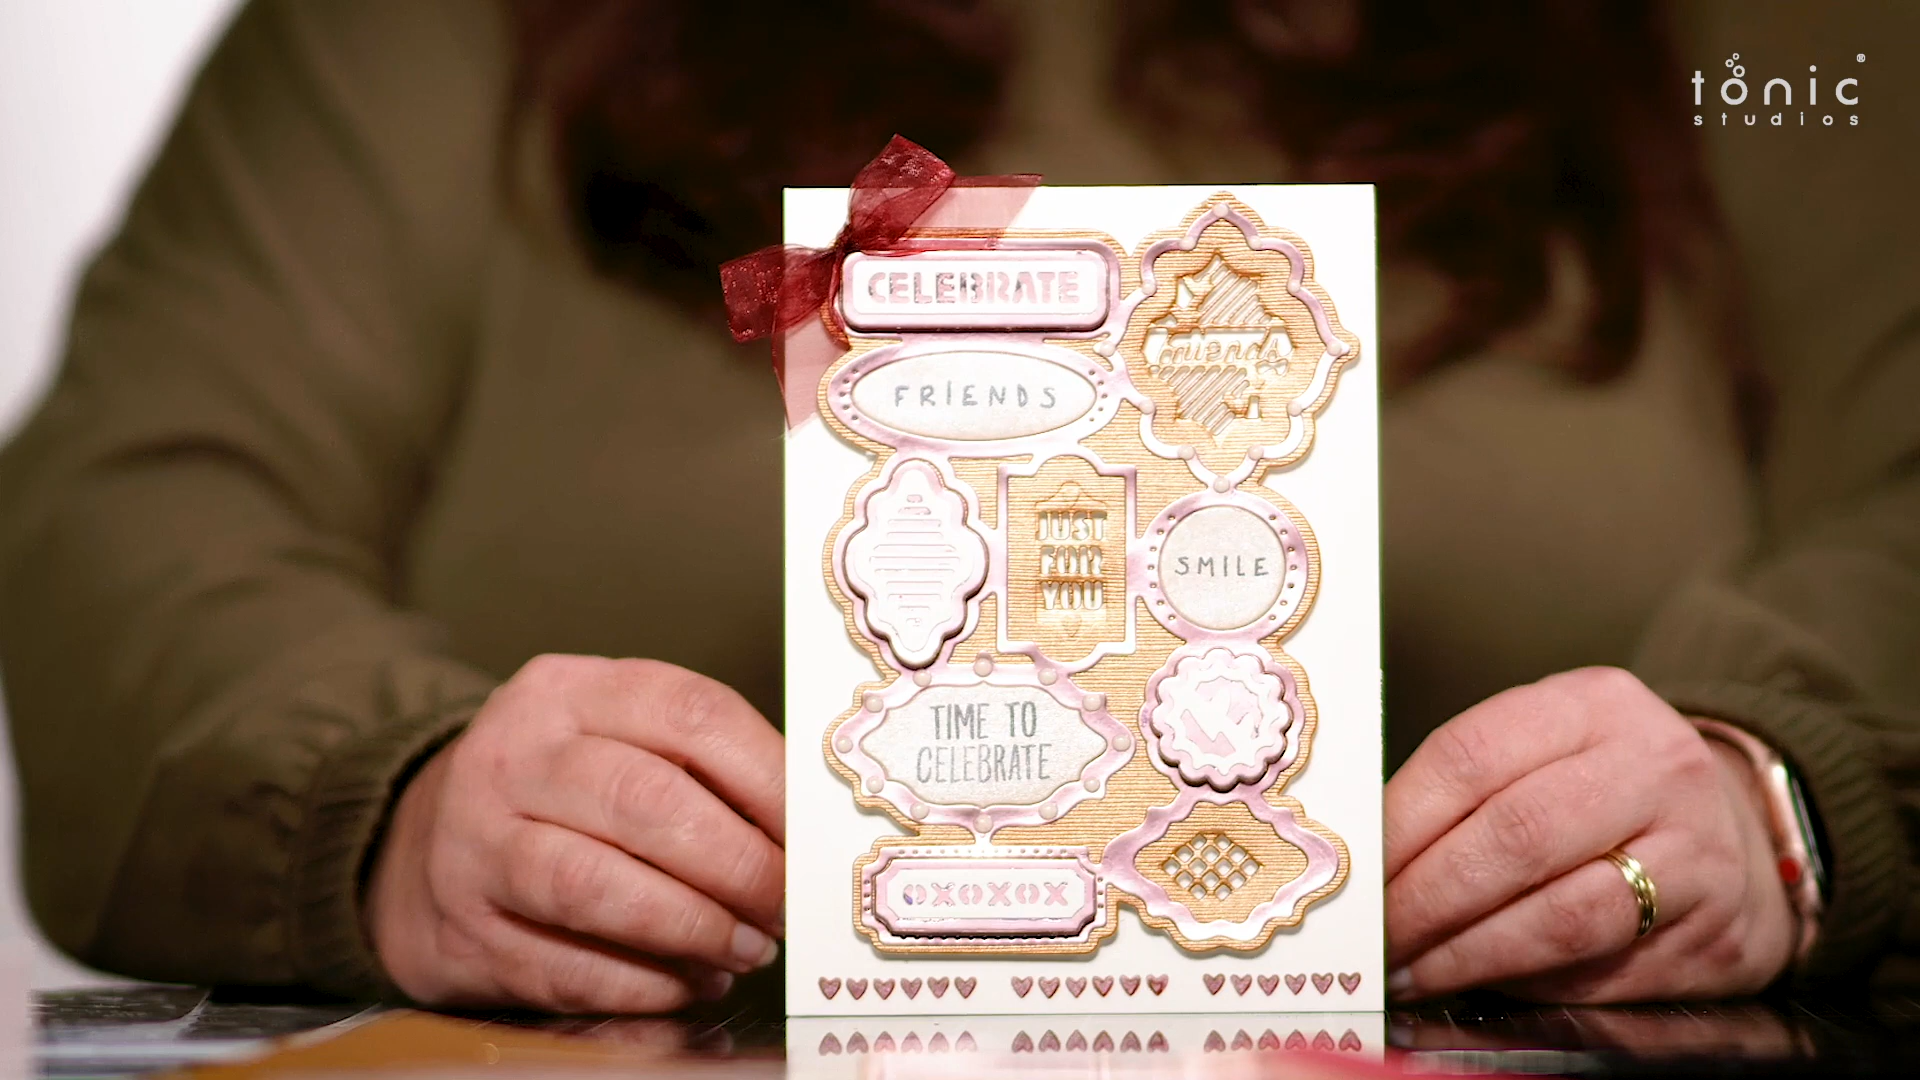 tonic®
studios
CELEBRATE
friends
FRIENDS
JUST
FOR
YOU
SMILE
TIME TO
CELEBRATE
OXOXOX